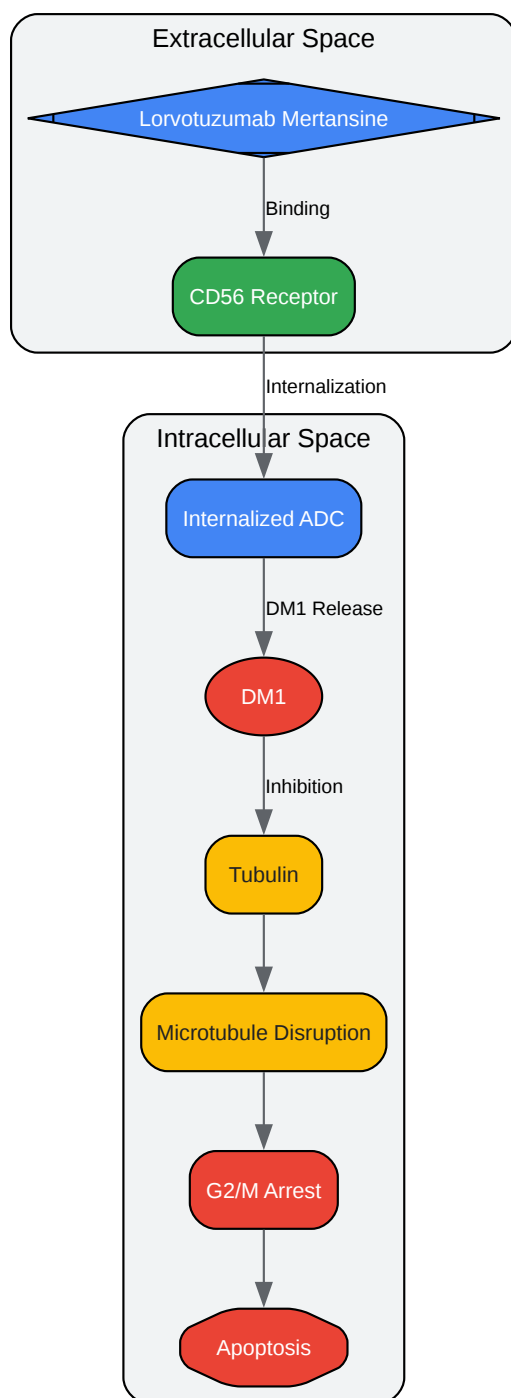 Extracellular Space
Lorvotuzumab Mertansine
Binding
CD56 Receptor
Internalization
Intracellular Space
Internalized ADC
DM1 Release
DM1
Inhibition
Tubulin
Microtubule Disruption
G2/M Arrest
Apoptosis